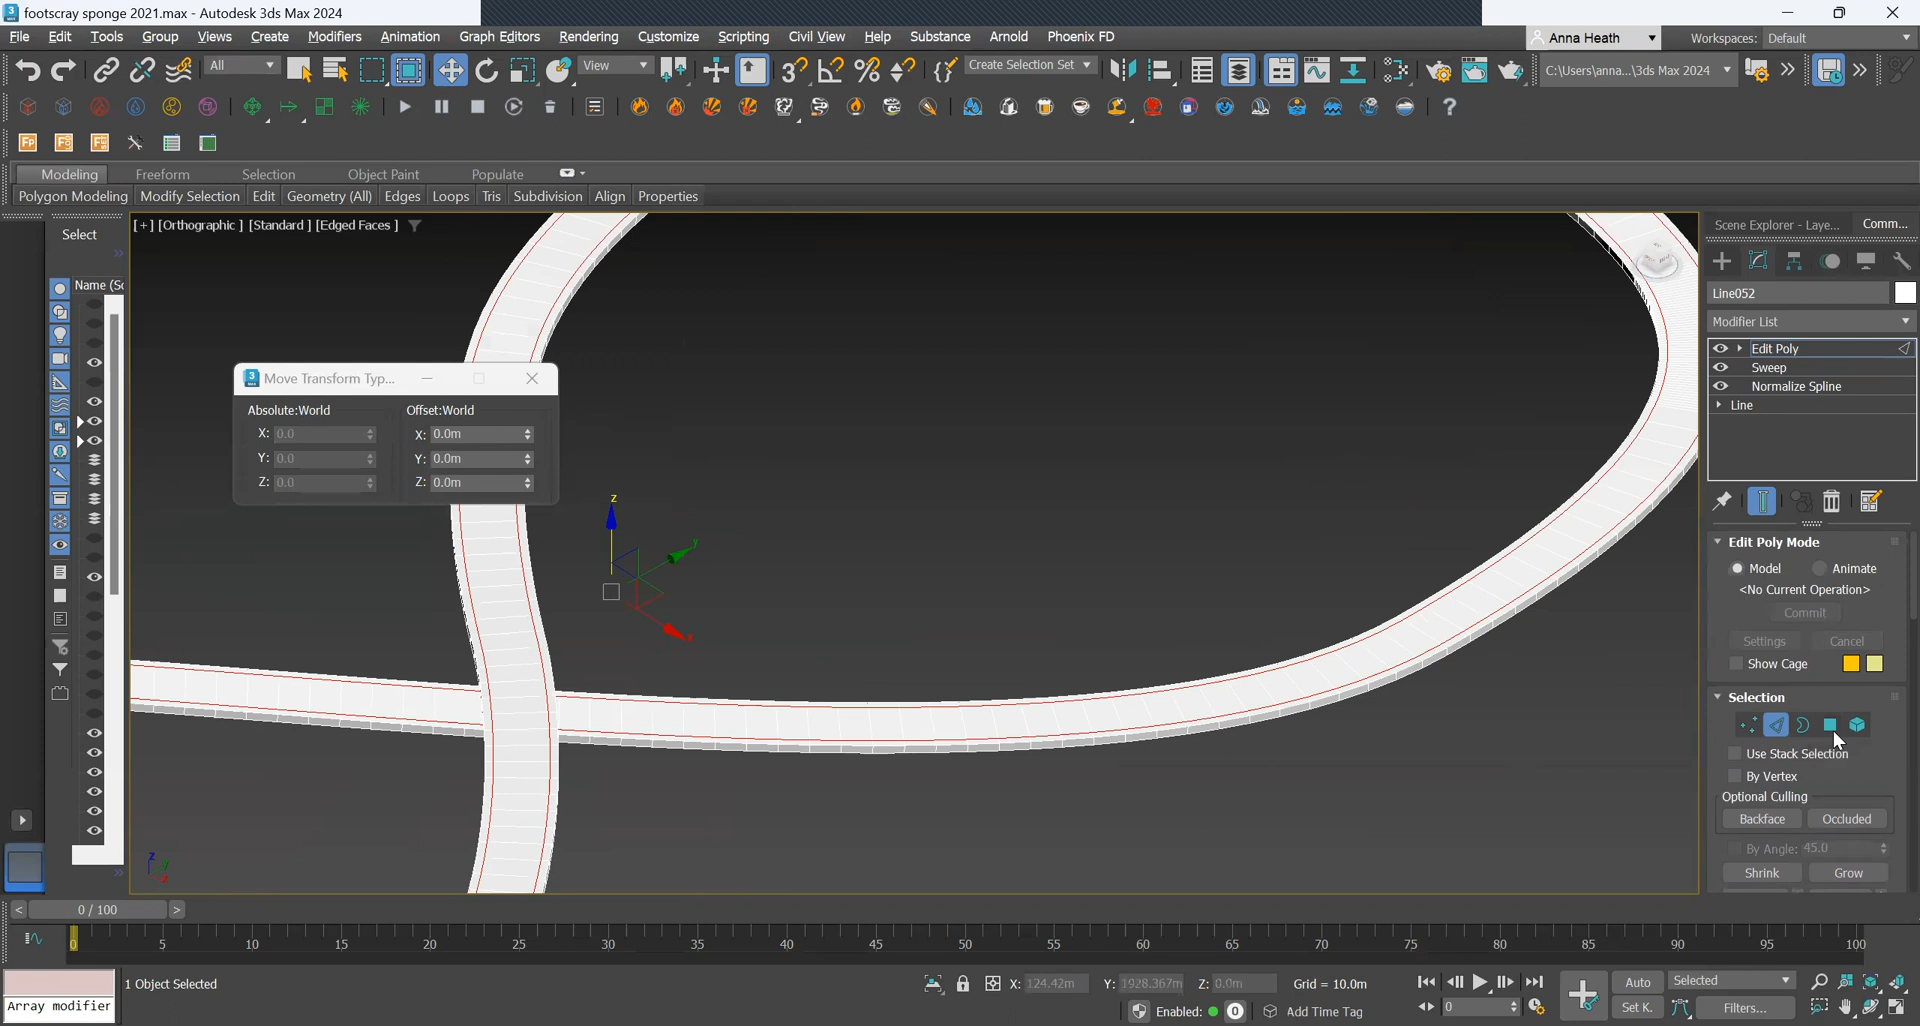 footscray sponge 2021.max - Autodesk 3ds Max 2024
File Edit Tools Group Views Create Modifiers Animation Graph Editors Rendering Customize Scripting Civil View Help Substance Arnold Phoenix FD
Anna Heath Workspaces: Default
All View Create Selection Set C:\Users\anna...\3ds Max 2024
Modeling Freeform Selection Object Paint Populate
Polygon Modeling Modify Selection Edit Geometry (All) Edges Loops Tris Subdivision Align Properties
Select
Name (Sc
[+] [Orthographic ] [Standard ] [Edged Faces ]
Scene Explorer - Laye... Comm...
Line052
Modifier List
Edit Poly
Sweep
Normalize Spline
Line
Move Transform Typ...
Absolute:World Offset:World
X: 0.0 X: 0.0m
Y: 0.0 Y: 0.0m
Z: 0.0 Z: 0.0m
z
y
x
Edit Poly Mode
Model Animate
<No Current Operation>
Commit
Settings Cancel
Show Cage
Selection
Use Stack Selection
By Vertex
Optional Culling
Backface Occluded
By Angle: 45.0
Shrink Grow
0 / 100
0 5 10 15 20 25 30 35 40 45 50 55 60 65 70 75 80 85 90 95 100
Array modifier
1 Object Selected
X: 124.42m Y: 1928.367m Z: 0.0m Grid = 10.0m
Enabled: 0 Add Time Tag
Auto Selected
0 Set K. Filters...